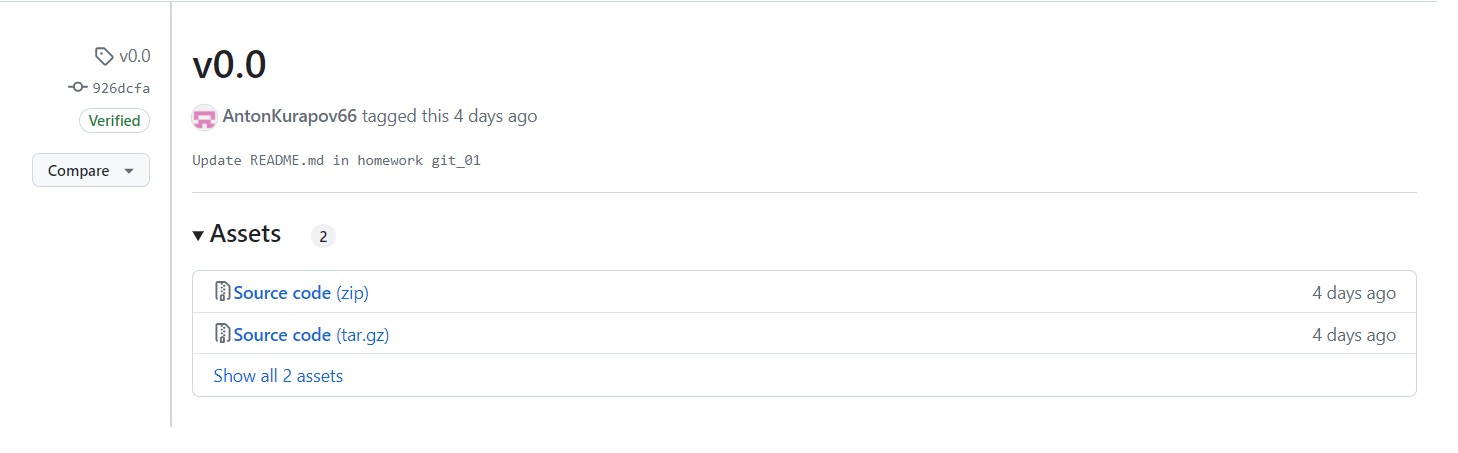 v0.0
926dcfa
Verified
Compare
v0.0
AntonKurapov66 tagged this 4 days ago
Update README.md in homework git_01
Assets 2
Source code (zip) 4 days ago
Source code (tar.gz) 4 days ago
Show all 2 assets